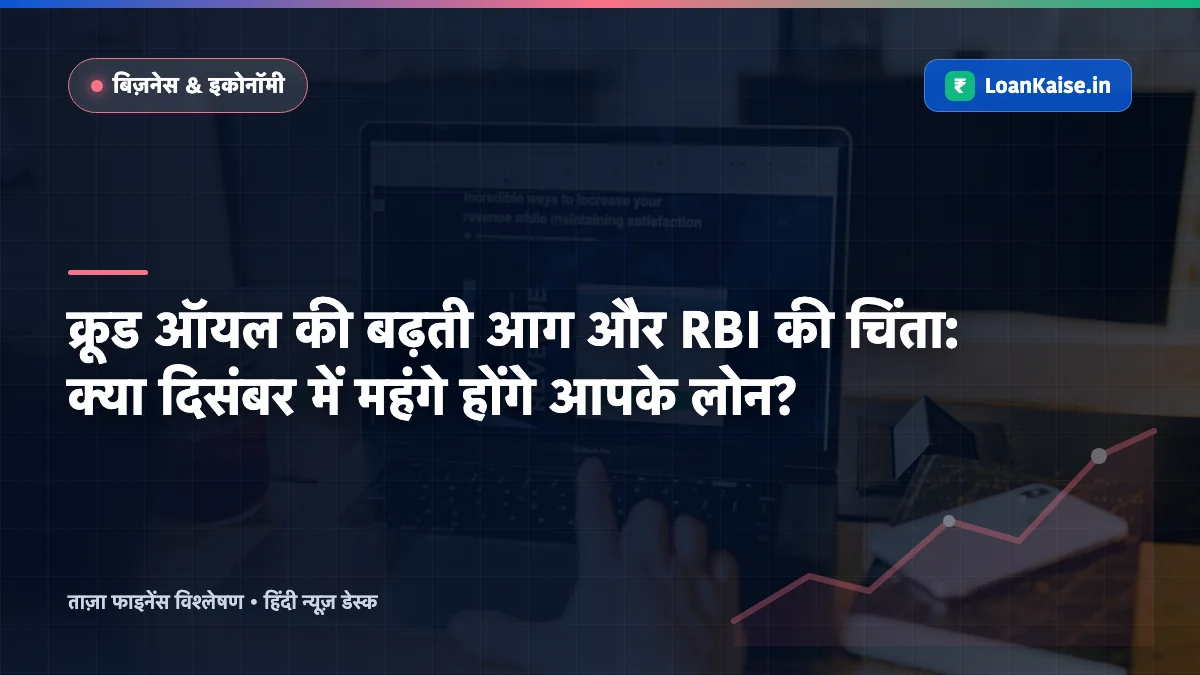 बिज़नेस & इकोनॉमी
₹ LoanKaise.in
Incredible ways to increase your
revenue while maintaining satisfaction
क्रूड ऑयल की बढ़ती आग और RBI की चिंता:
क्या दिसंबर में महंगे होंगे आपके लोन?
ताज़ा फाइनेंस विश्लेषण • हिंदी न्यूज़ डेस्क